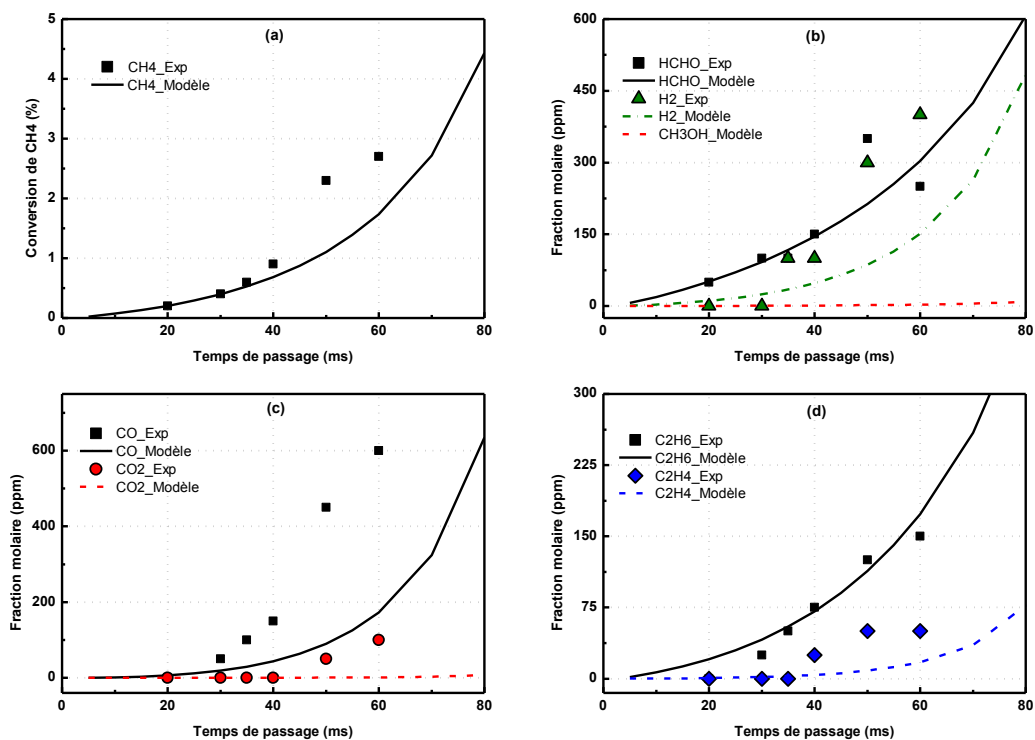 (a)
CH4_Exp
CH4_Modèle
Conversion de CH4 (%)
5
4
3
2
1
0
0
20
40
60
80
Temps de passage (ms)
(b)
HCHO_Exp
HCHO_Modèle
H2_Exp
H2_Modèle
CH3OH_Modèle
Fraction molaire (ppm)
600
450
300
150
0
0
20
40
60
80
Temps de passage (ms)
(c)
CO_Exp
CO_Modèle
CO2_Exp
CO2_Modèle
Fraction molaire (ppm)
600
400
200
0
0
20
40
60
80
Temps de passage (ms)
(d)
C2H6_Exp
C2H6_Modèle
C2H4_Exp
C2H4_Modèle
Fraction molaire (ppm)
300
225
150
75
0
0
20
40
60
80
Temps de passage (ms)